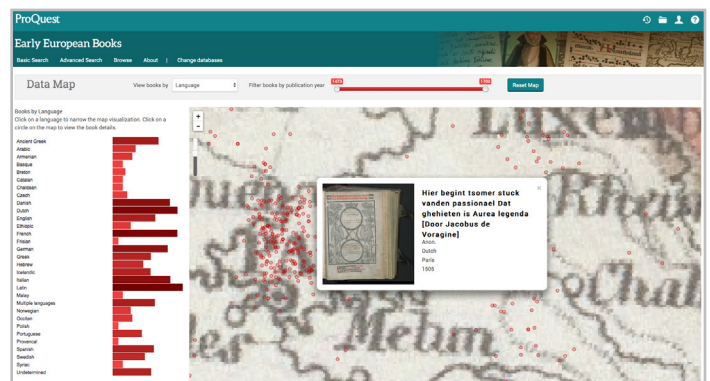 ProQuest
Early European Books
Basic Search Advanced Search Browse About | Change databases
Data Map
View books by Language
Filter books by publication year
1700
Reset Map
Books by Language
Click on a language to narrow the map visualization. Click on a
circle on the map to view the book details.
+
-
Ancient Greek
Arabic
Armenian
Basque
Breton
Catalan
Chaldean
Czech
Danish
Dutch
English
Ethiopic
French
Frisian
German
Greek
Hebrew
Icelandic
Italian
Latin
Malay
Multiple languages
Norwegian
Occitan
Polish
Portuguese
Provencal
Spanish
Swedish
Syriac
Undetermined
Hier begint tsomer stuck
vanden passionael Dat
ghehieten is Aurea legenda
[Door Jacobus de
Voragine]
Anon.
Dutch
Paris
1505